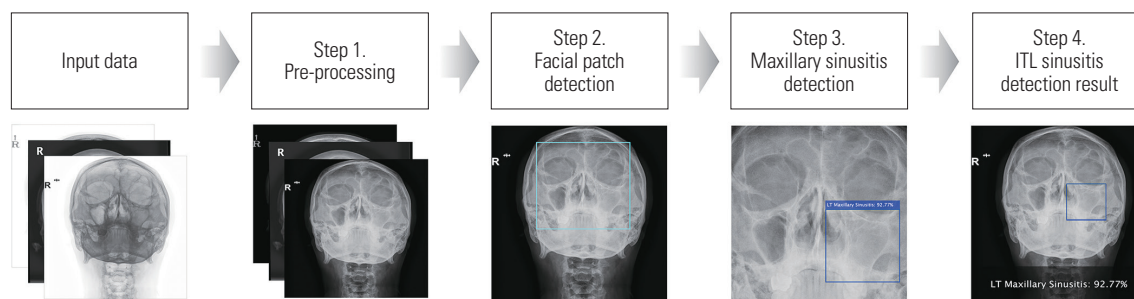 Input data
Step 1.
Pre-processing
Step 2.
Facial patch
detection
Step 3.
Maxillary sinusitis
detection
Step 4.
ITL sinusitis
detection result
R
R
R
R
R
R
LT Maxillary Sinusitis: 92.77%
LT Maxillary Sinusitis: 92.77%